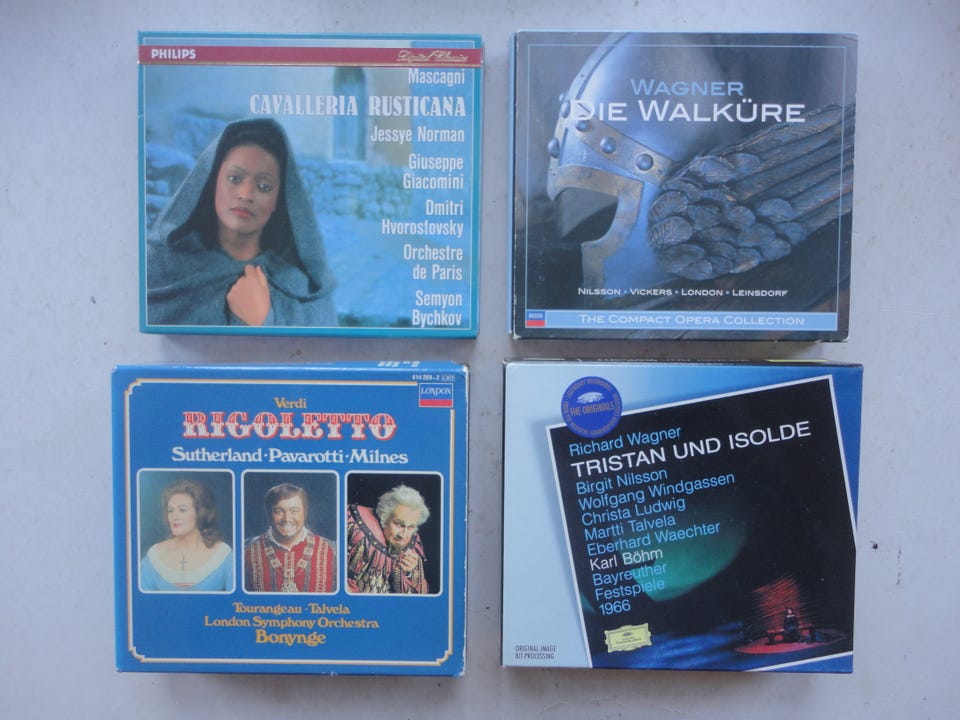 PHILIPS
Digital Classics
Mascagni
CAVALLERIA RUSTICANA
Jessye Norman
Giuseppe
Giacomini
Dmitri
Hvorostovsky
Orchestre
de Paris
Semyon
Bychkov
WAGNER
DIE WALKÜRE
NILSSON • VICKERS • LONDON • LEINSDORF
DECCA
THE COMPACT OPERA COLLECTION
414 269-2
LONDON
Verdi
RIGOLETTO
Sutherland·Pavarotti·Milnes
Tourangeau·Talvela
London Symphony Orchestra
Bonynge
THE ORIGINALS
Richard Wagner
TRISTAN UND ISOLDE
Birgit Nilsson
Wolfgang Windgassen
Christa Ludwig
Martti Talvela
Eberhard Waechter
Karl Böhm
Bayreuther
Festspiele
1966
ORIGINAL-IMAGE
BIT PROCESSING